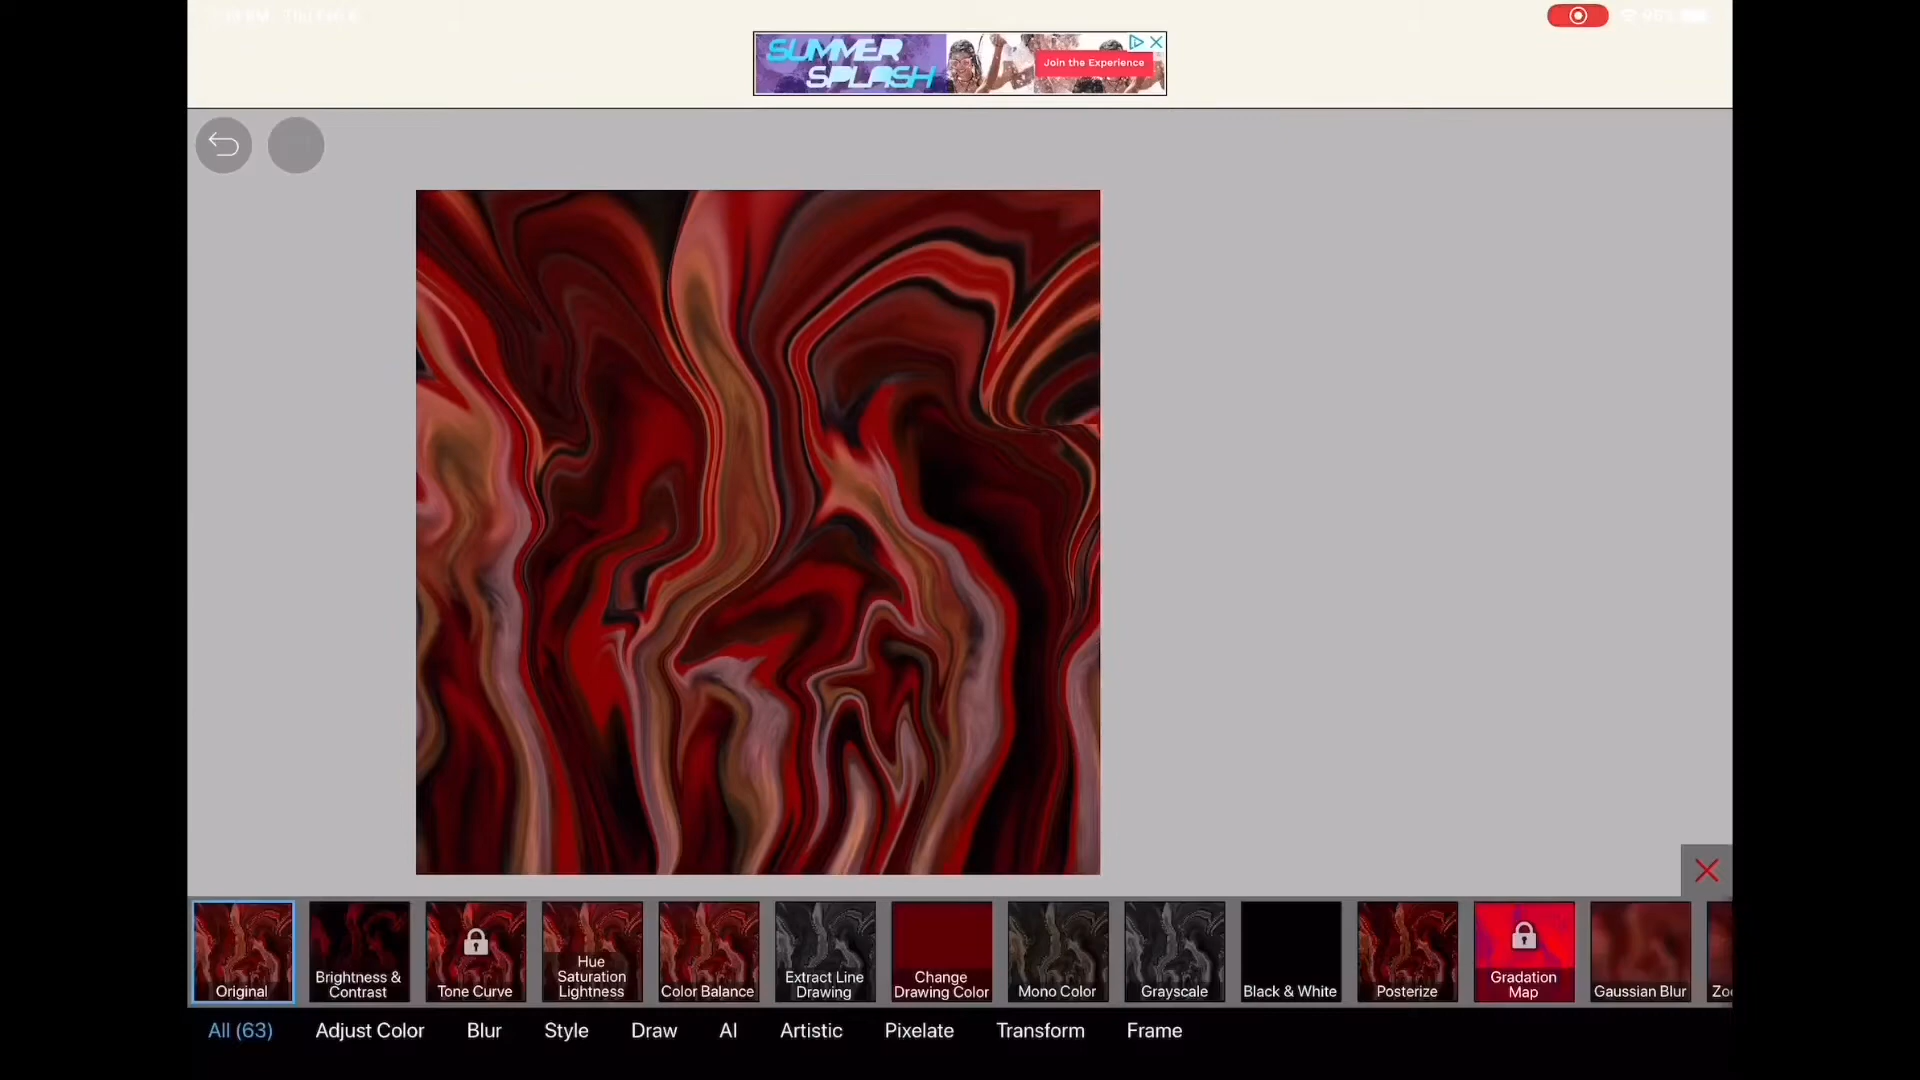 SUMMER
SPLASH
Join the Experience
Original
Brightness &
Contrast
Tone Curve
Hue
Saturation
Lightness
Color Balance
Extract Line
Drawing
Change
Drawing Color
Mono Color
Grayscale
Black & White
Posterize
Gradation
Map
Gaussian Blur
All (63)
Adjust Color
Blur
Style
Draw
AI
Artistic
Pixelate
Transform
Frame